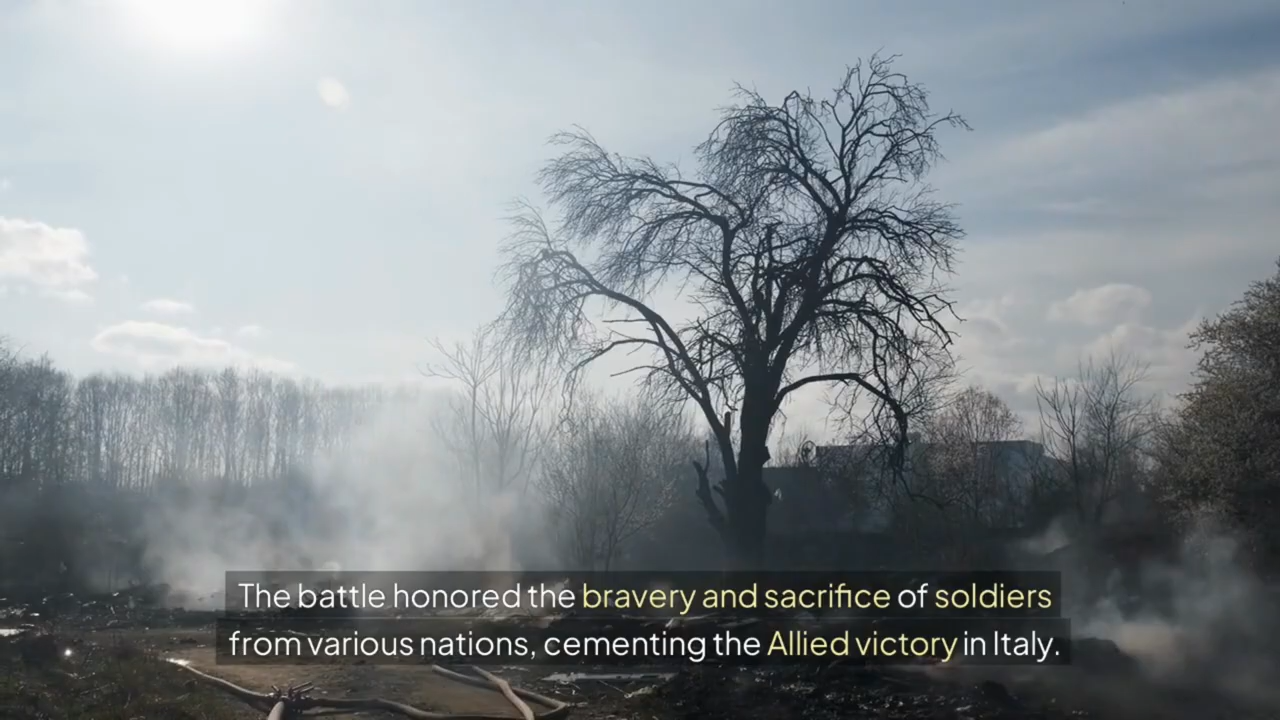 The battle honored the bravery and sacrifice of soldiers
from various nations, cementing the Allied victory in Italy.